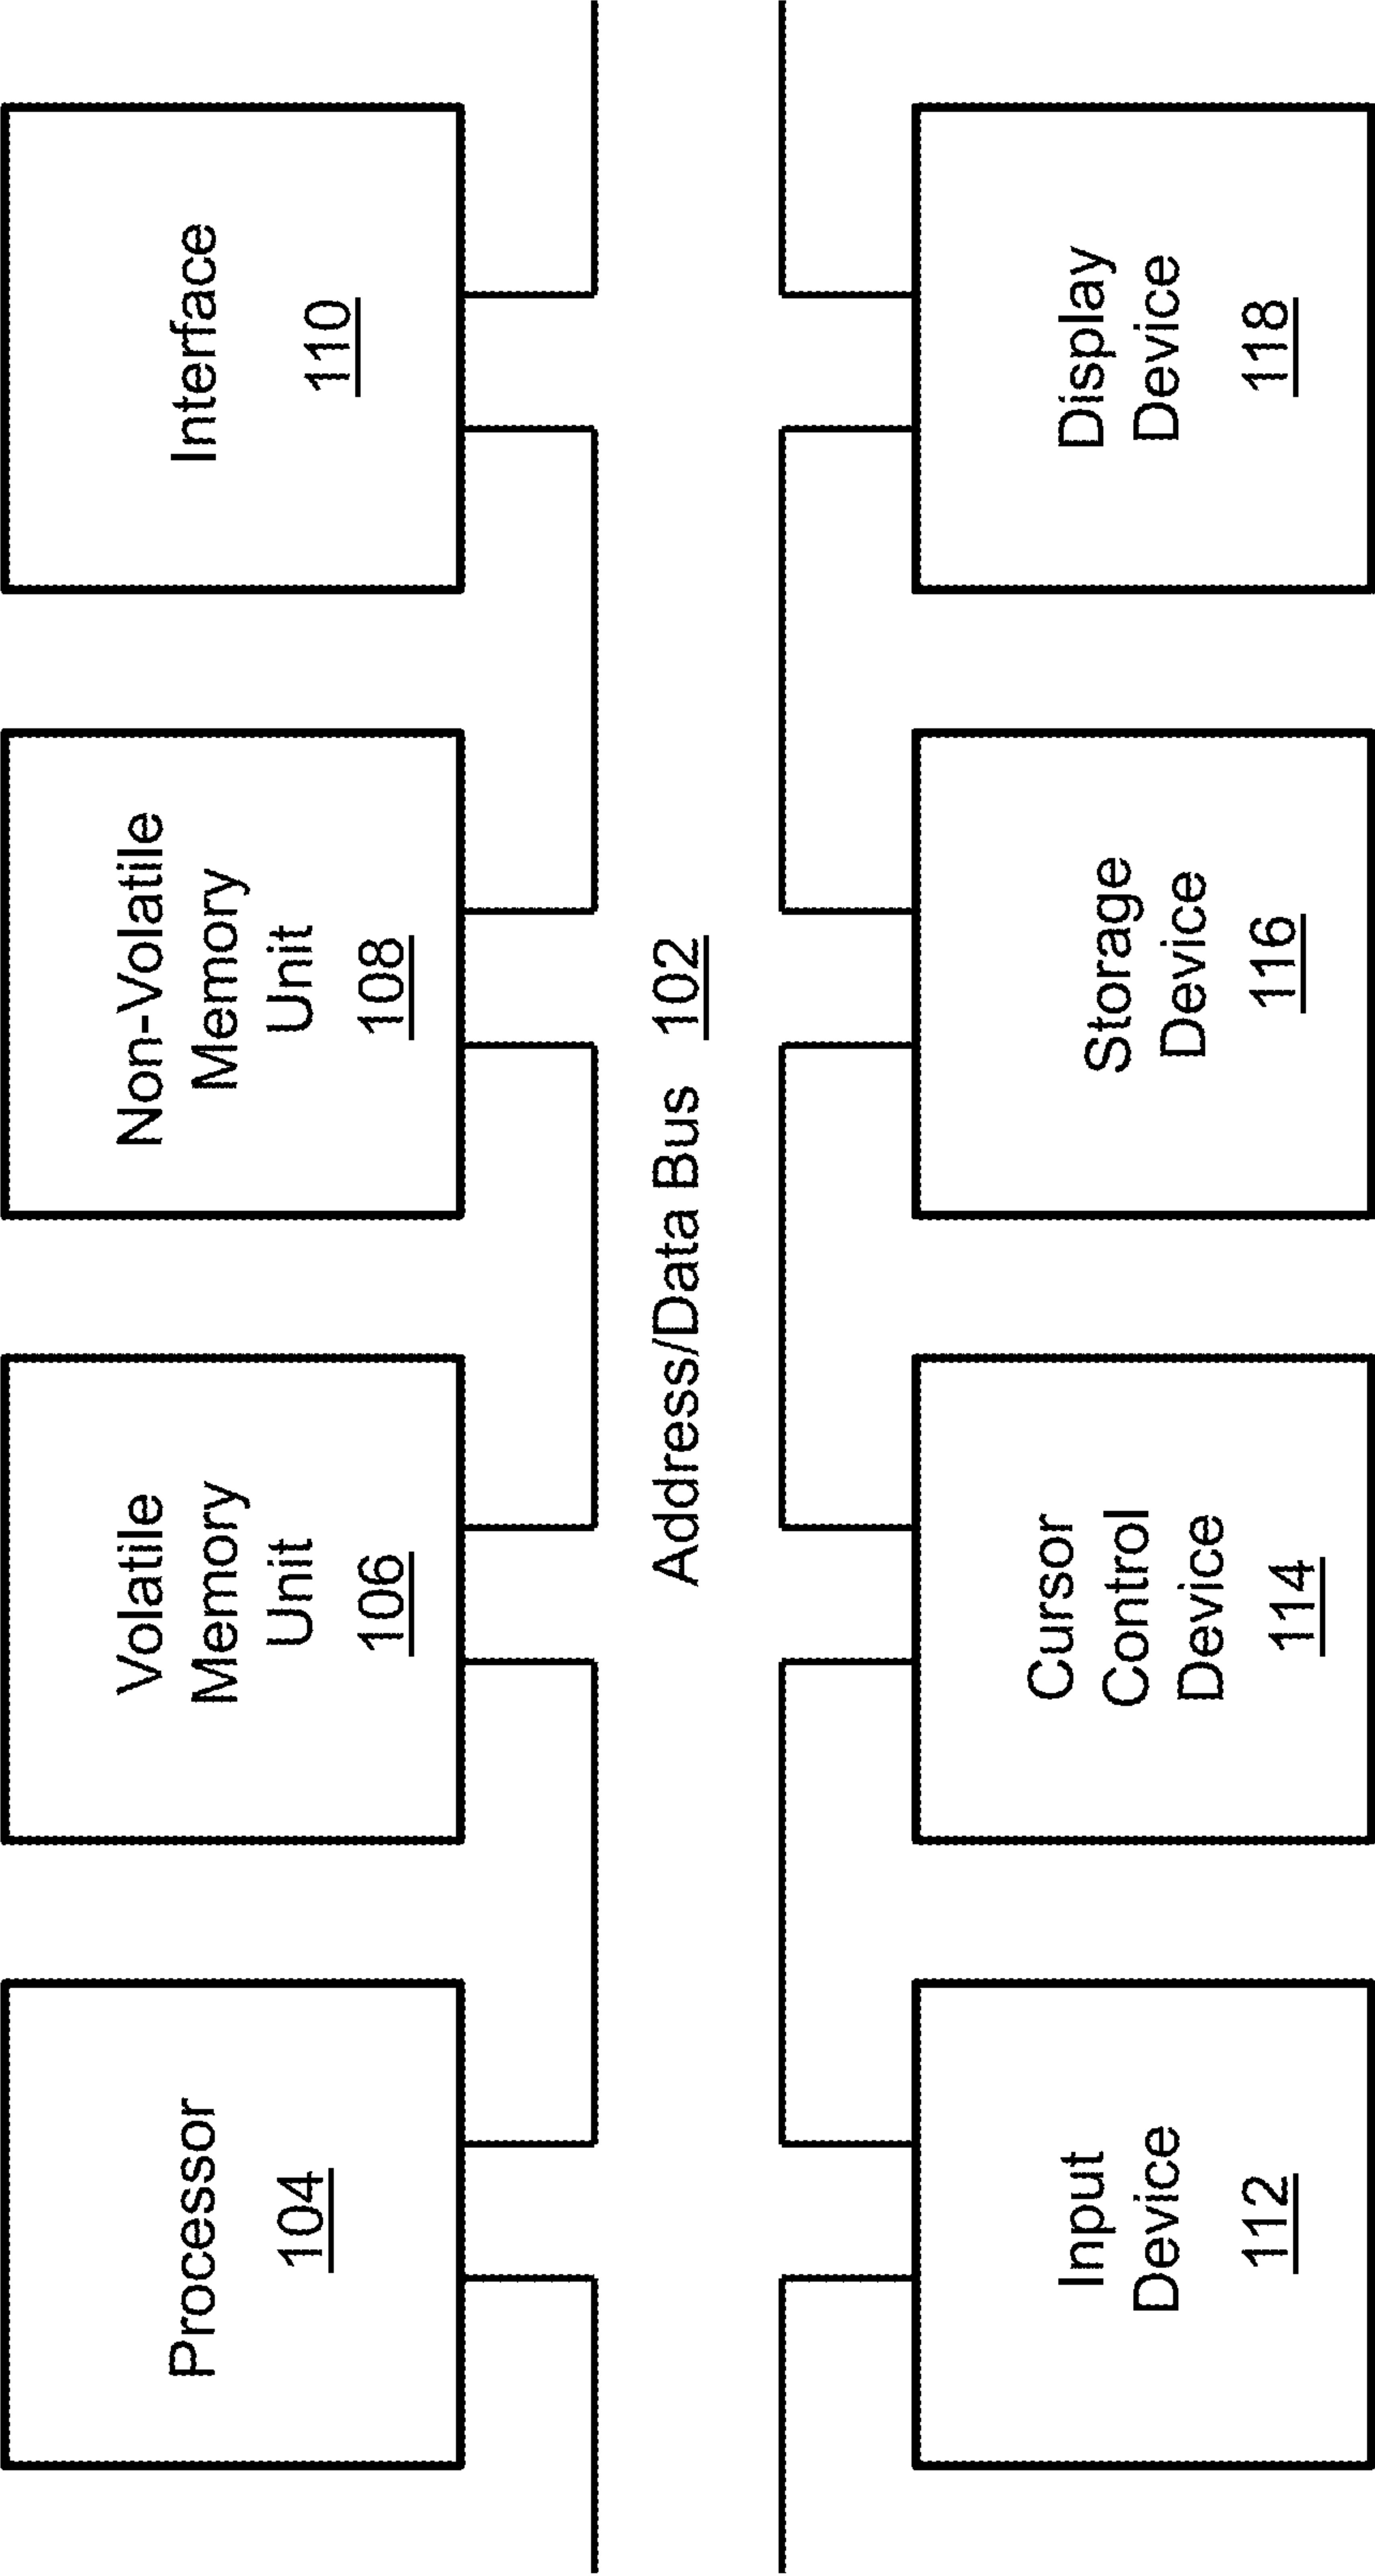 Processor
104
Volatile
Memory
Unit
106
Non-Volatile
Memory
Unit
108
Interface
110
Address/Data Bus 102
Input
Device
112
Cursor
Control
Device
114
Storage
Device
116
Display
Device
118